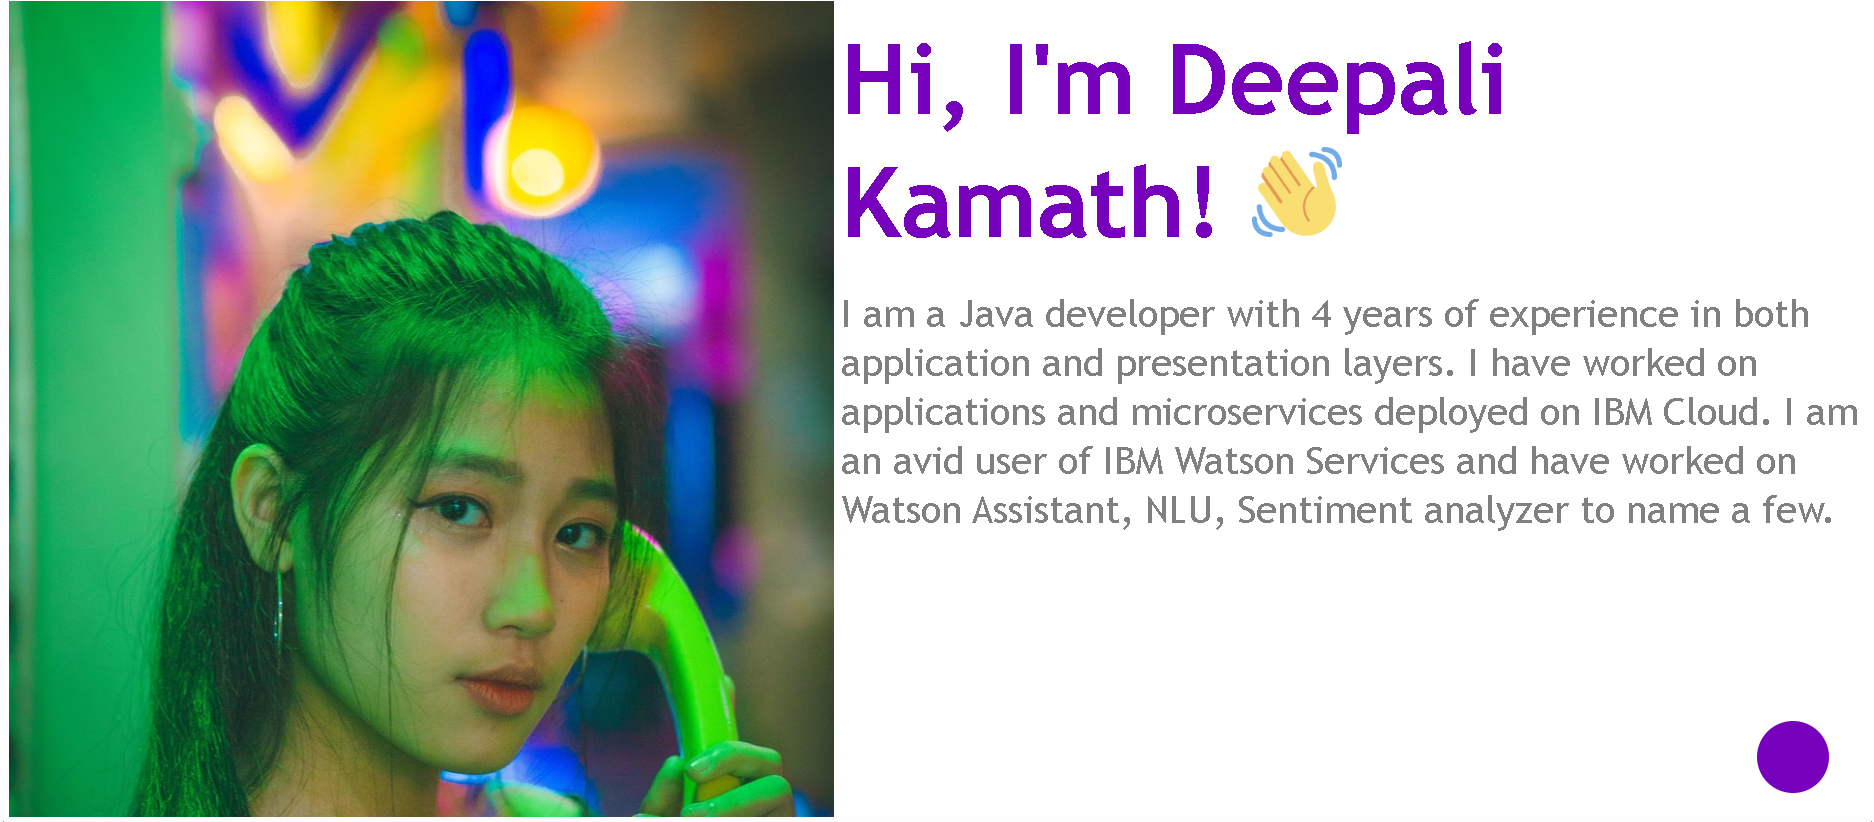 Hi, I'm Deepali
Kamath! 👋
I am a Java developer with 4 years of experience in both
application and presentation layers. I have worked on
applications and microservices deployed on IBM Cloud. I am
an avid user of IBM Watson Services and have worked on
Watson Assistant, NLU, Sentiment analyzer to name a few.